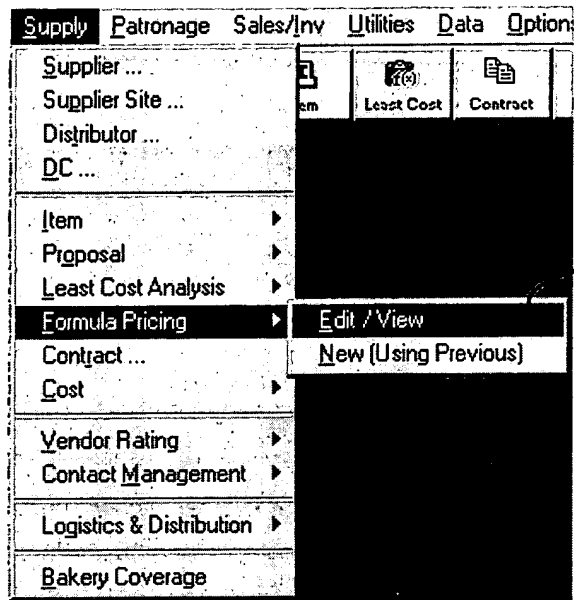 Supply Patronage Sales/Inv Utilities Data Option
Supplier ...
Supplier Site ...
Distributor ...
DC ...
Least Cost Contract
Item
Proposal
Least Cost Analysis
Formula Pricing
Edit / View
Contract ...
New (Using Previous)
Cost
Vendor Rating
Contact Management
Logistics & Distribution
Bakery Coverage